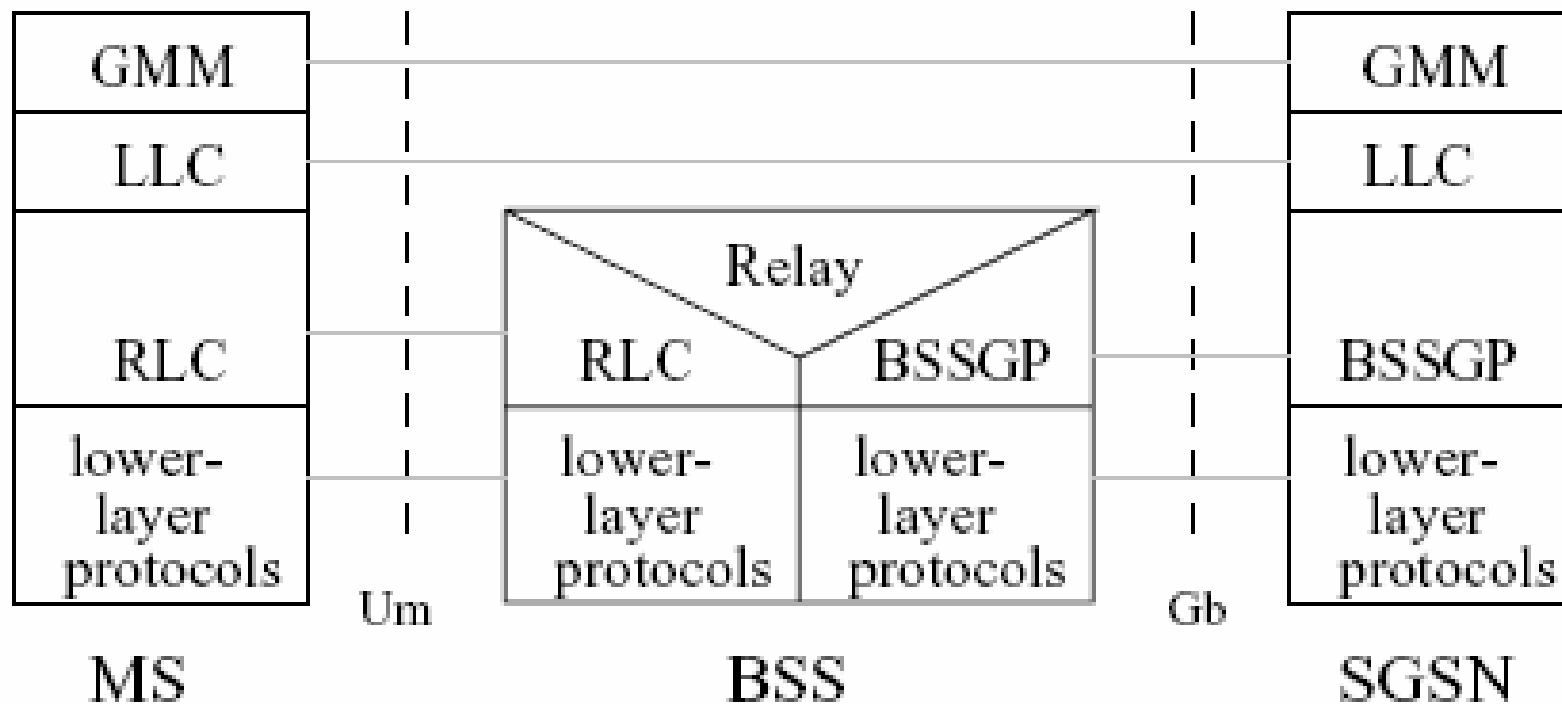 GMM
GMM
LLC
LLC
Relay
RLC
RLC
BSSGP
BSSGP
lower-
layer
protocols
lower-
layer
protocols
lower-
layer
protocols
lower-
layer
protocols
Um
Gb
MS
BSS
SGSN